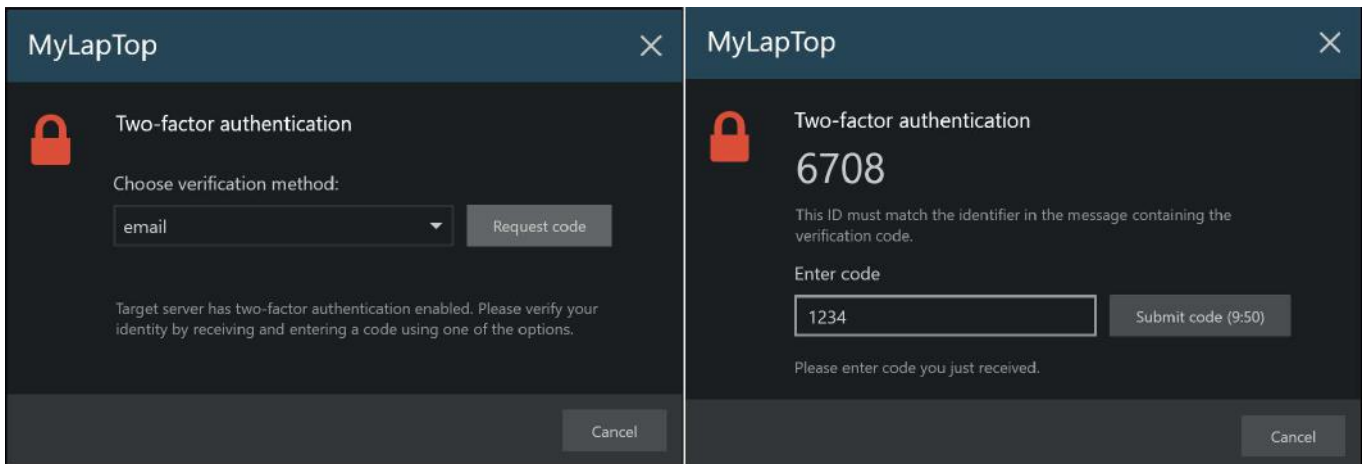 MyLapTop
Two-factor authentication
Choose verification method:
email
Request code
Target server has two-factor authentication enabled. Please verify your
identity by receiving and entering a code using one of the options.
Cancel
MyLapTop
Two-factor authentication
6708
This ID must match the identifier in the message containing the
verification code.
Enter code
1234
Submit code (9:50)
Please enter code you just received.
Cancel